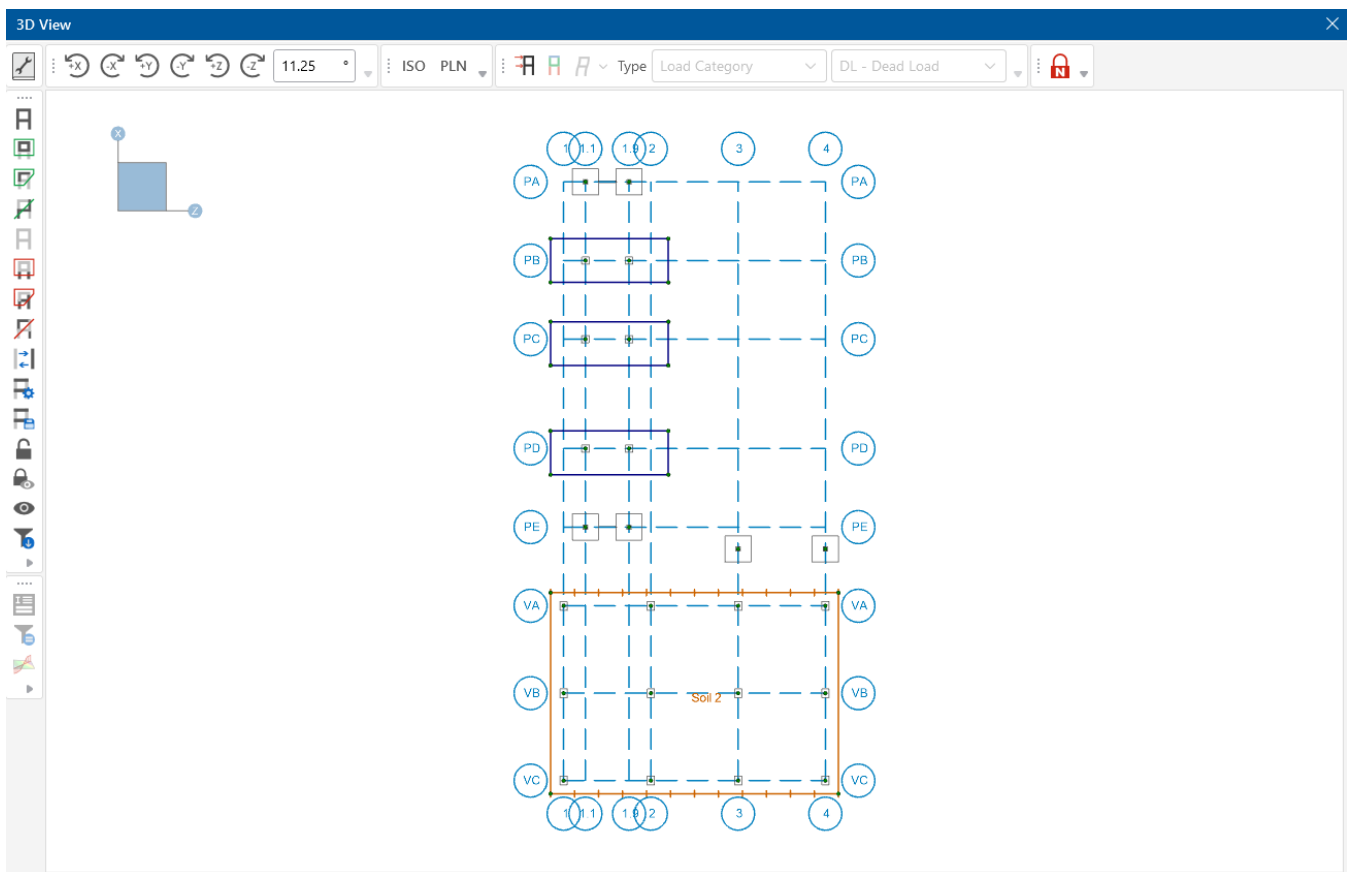 3D View
+X -X +Y -Y +Z -Z 11.25 ° ISO PLN Type Load Category DL - Dead Load N
X
Z
1 1.1 1.9 2 3 4
PA PA
PB PB
PC PC
PD PD
PE PE
VA VA
VB VB
Soil 2
VC VC
1 1.1 1.9 2 3 4